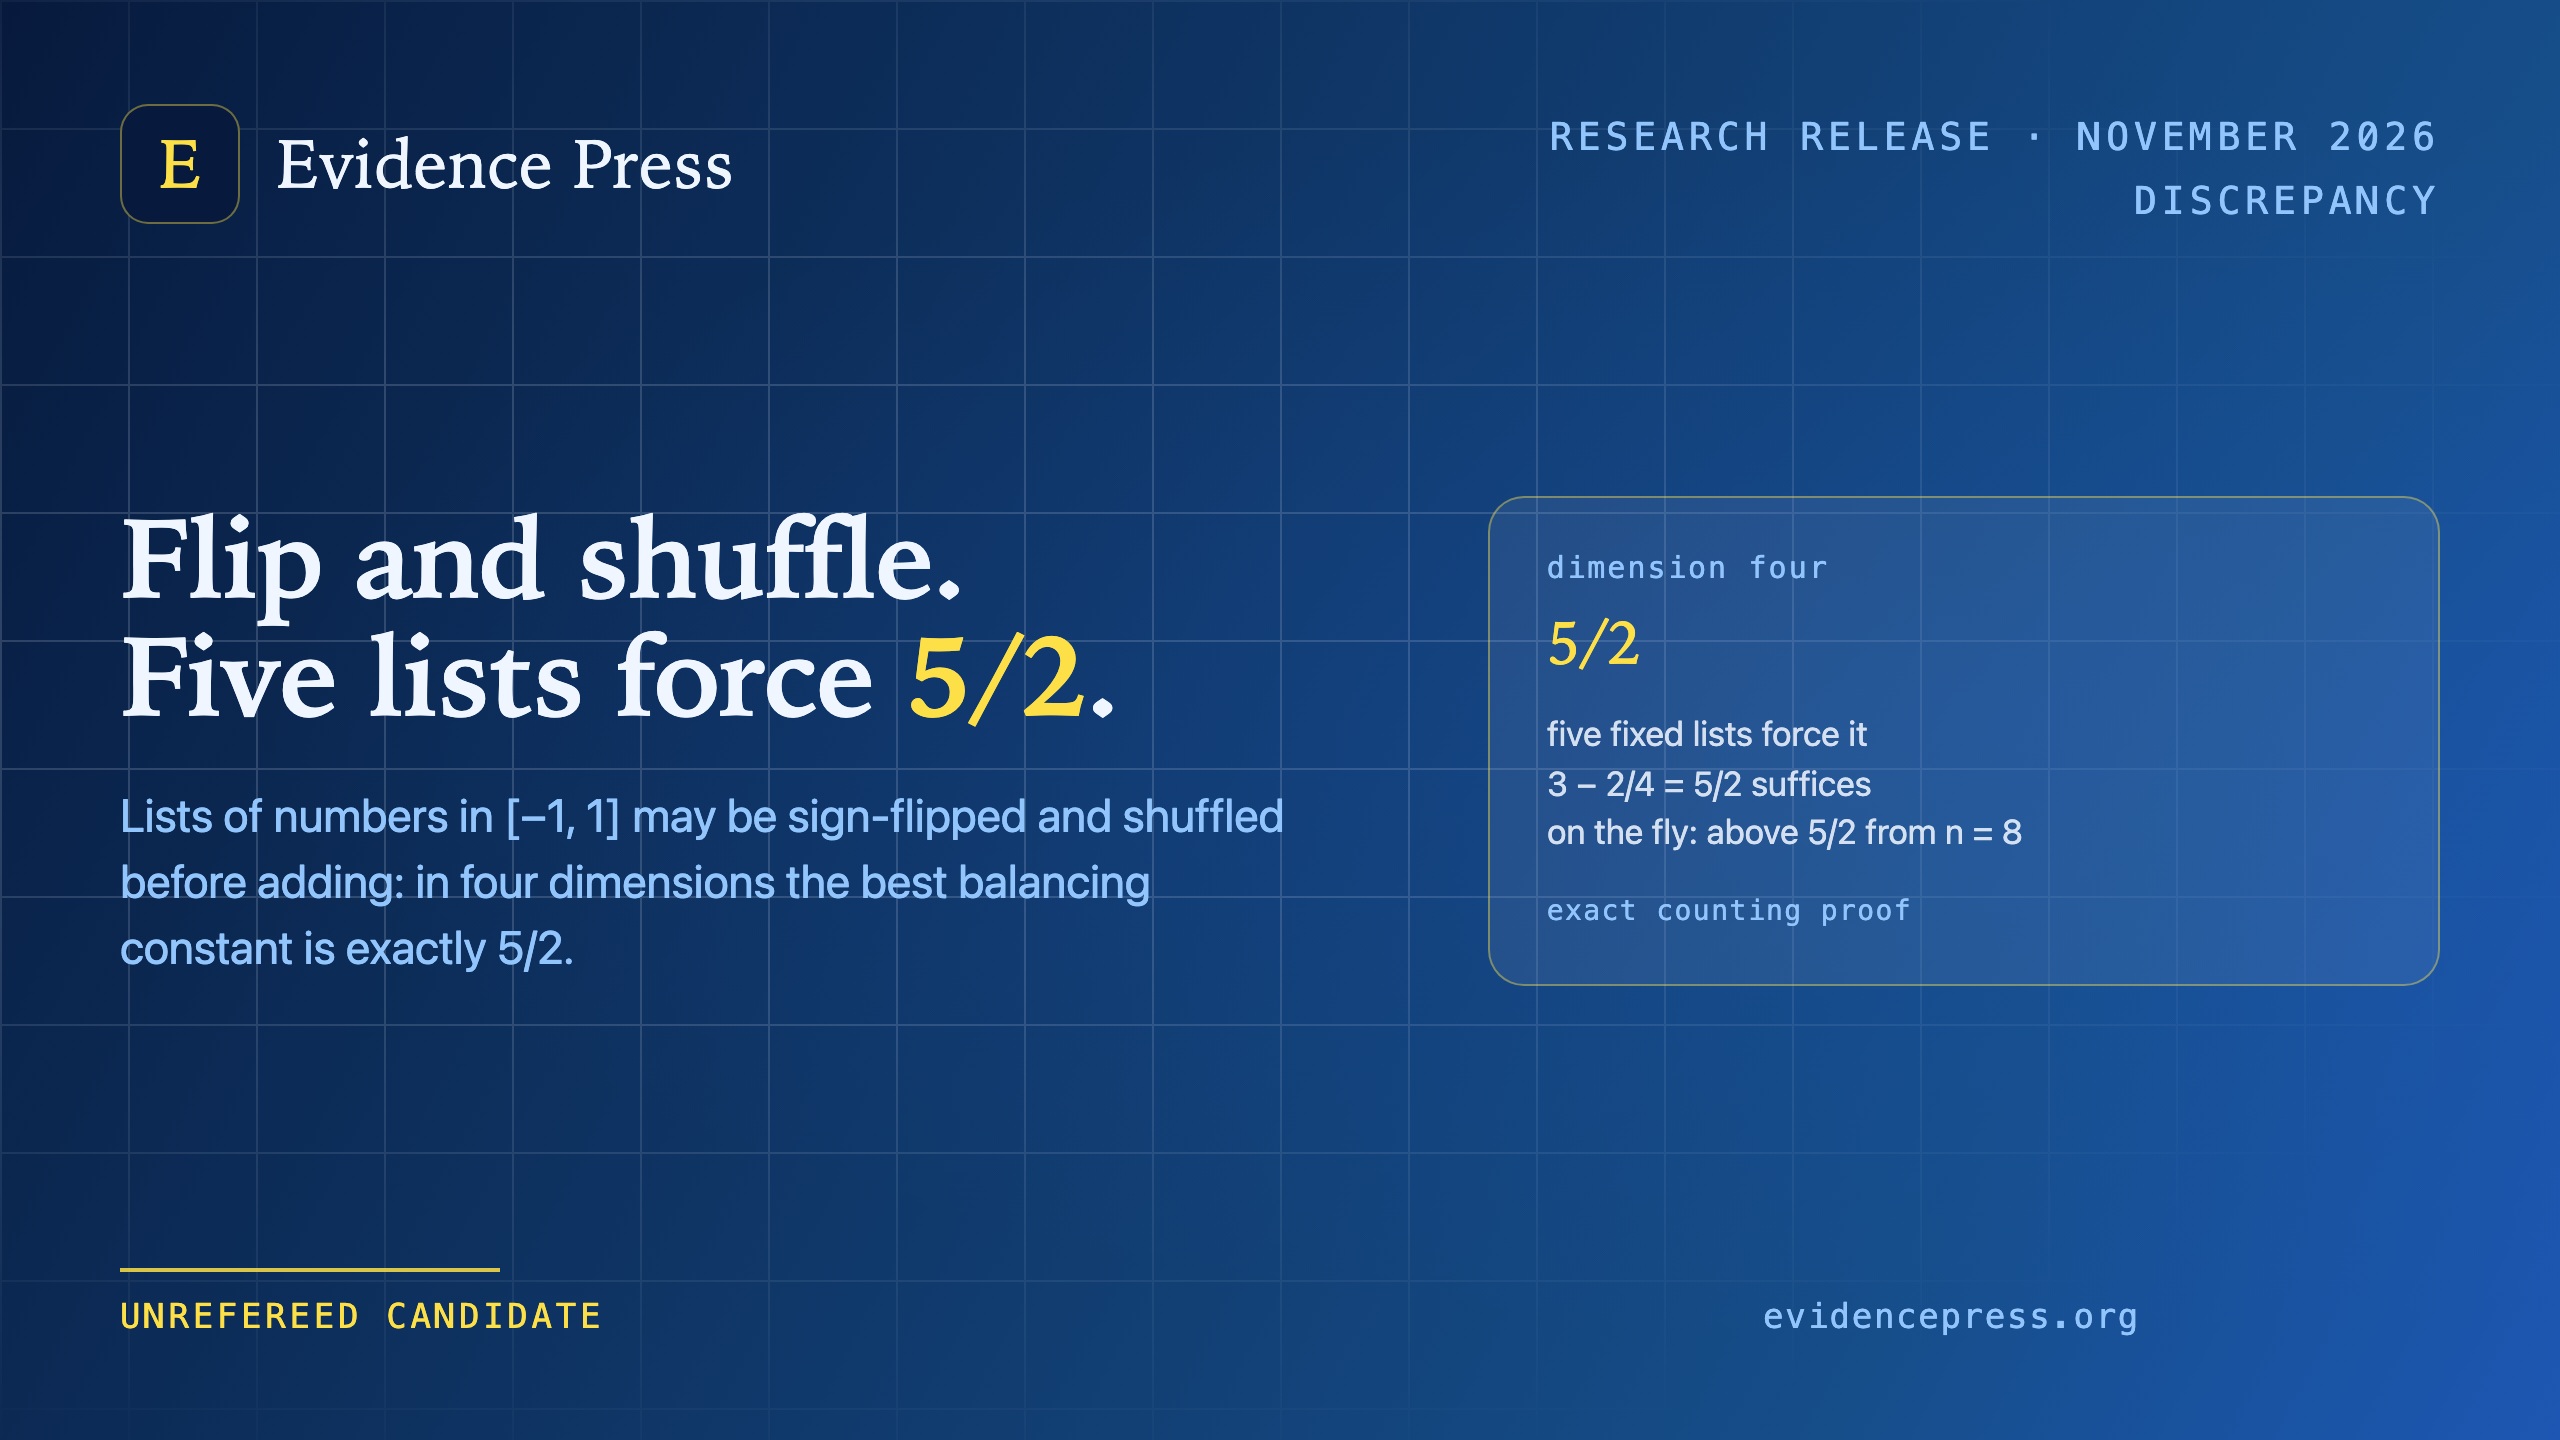 E
Evidence Press
RESEARCH RELEASE · NOVEMBER 2026
DISCREPANCY
Flip and shuffle.
Five lists force 5/2.
Lists of numbers in [−1, 1] may be sign-flipped and shuffled
before adding: in four dimensions the best balancing
constant is exactly 5/2.
dimension four
5/2
five fixed lists force it
3 − 2/4 = 5/2 suffices
on the fly: above 5/2 from n = 8
exact counting proof
UNREFEREED CANDIDATE
evidencepress.org